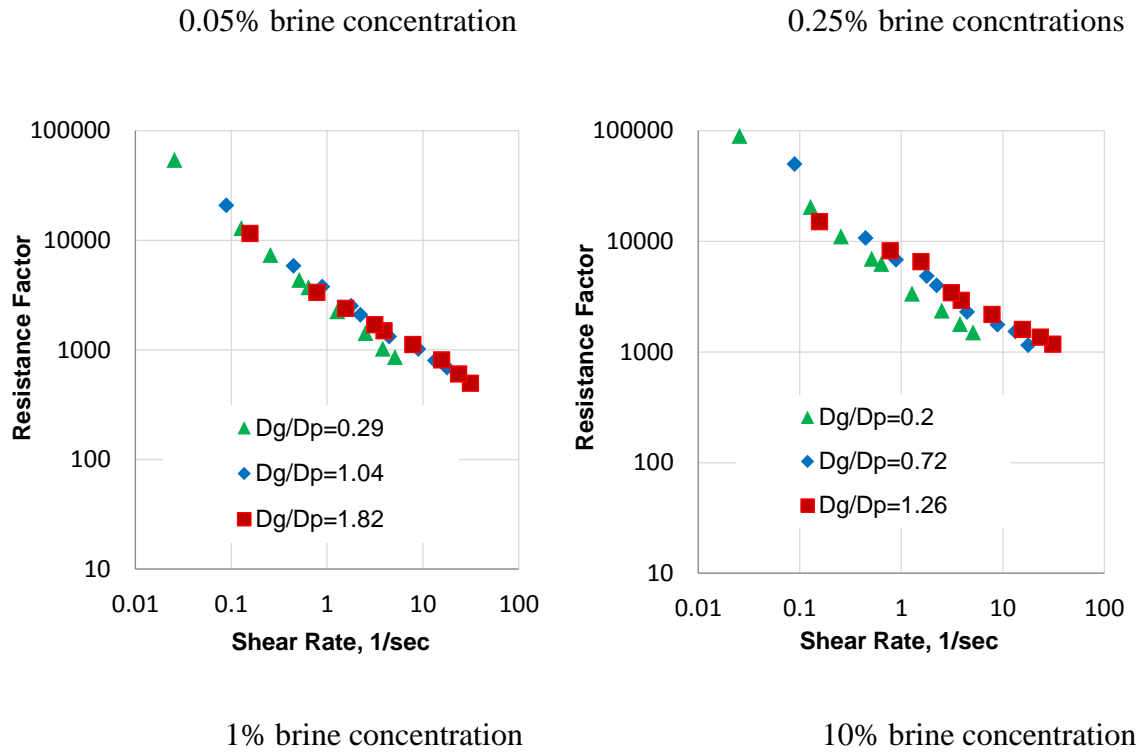 0.05% brine concentration
0.25% brine concntrations
100000
10000
1000
100
10
0.01
0.1
1
10
100
Resistance Factor
Shear Rate, 1/sec
Dg/Dp=0.29
Dg/Dp=1.04
Dg/Dp=1.82
100000
10000
1000
100
10
0.01
0.1
1
10
100
Resistance Factor
Shear Rate, 1/sec
Dg/Dp=0.2
Dg/Dp=0.72
Dg/Dp=1.26
1% brine concentration
10% brine concentration